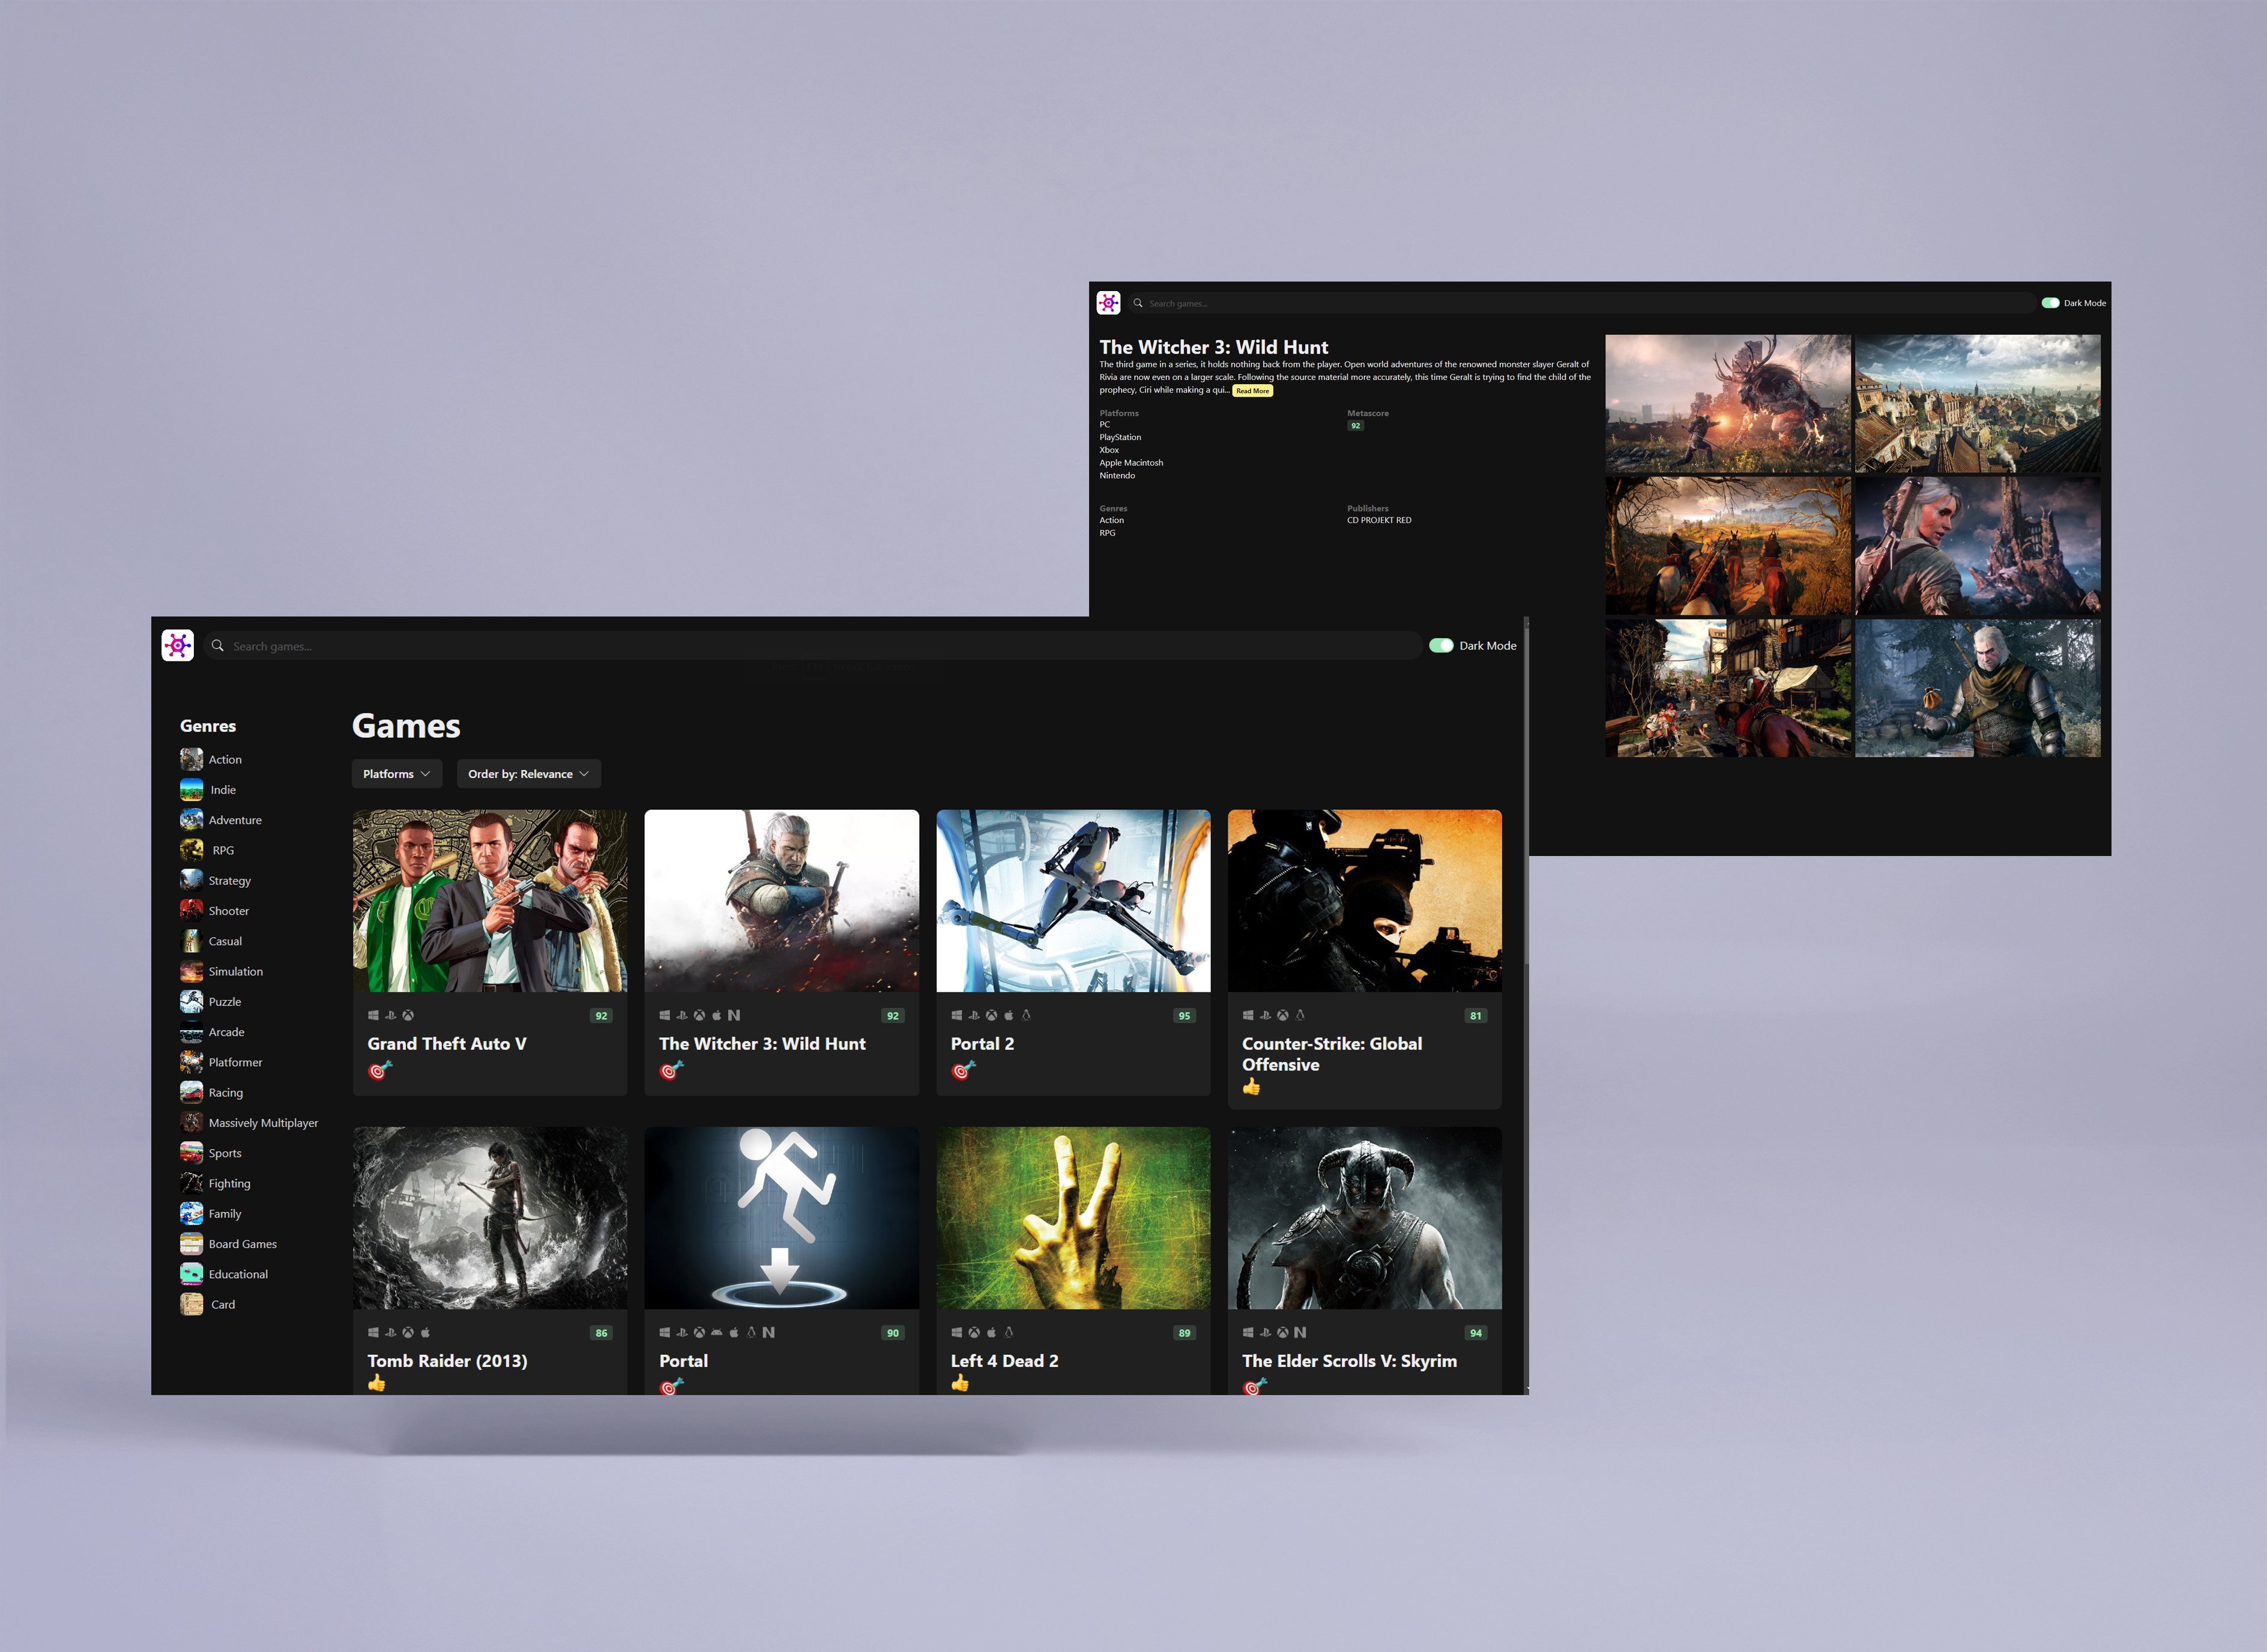 Search games...
Dark Mode
The Witcher 3: Wild Hunt
The third game in a series, it holds nothing back from the player. Open world adventures of the renowned monster slayer Geralt of
Rivia are now even on a larger scale. Following the source material more accurately, this time Geralt is trying to find the child of the
prophecy, Ciri while making a qui... Read More
Platforms
PC
PlayStation
Xbox
Apple Macintosh
Nintendo
Metascore
92
Genres
Action
RPG
Publishers
CD PROJEKT RED
Search games...
Dark Mode
Genres
Action
Indie
Adventure
RPG
Strategy
Shooter
Casual
Simulation
Puzzle
Arcade
Platformer
Racing
Massively Multiplayer
Sports
Fighting
Family
Board Games
Educational
Card
Games
Platforms
Order by: Relevance
92
Grand Theft Auto V
92
The Witcher 3: Wild Hunt
95
Portal 2
81
Counter-Strike: Global
Offensive
86
Tomb Raider (2013)
90
Portal
89
Left 4 Dead 2
94
The Elder Scrolls V: Skyrim